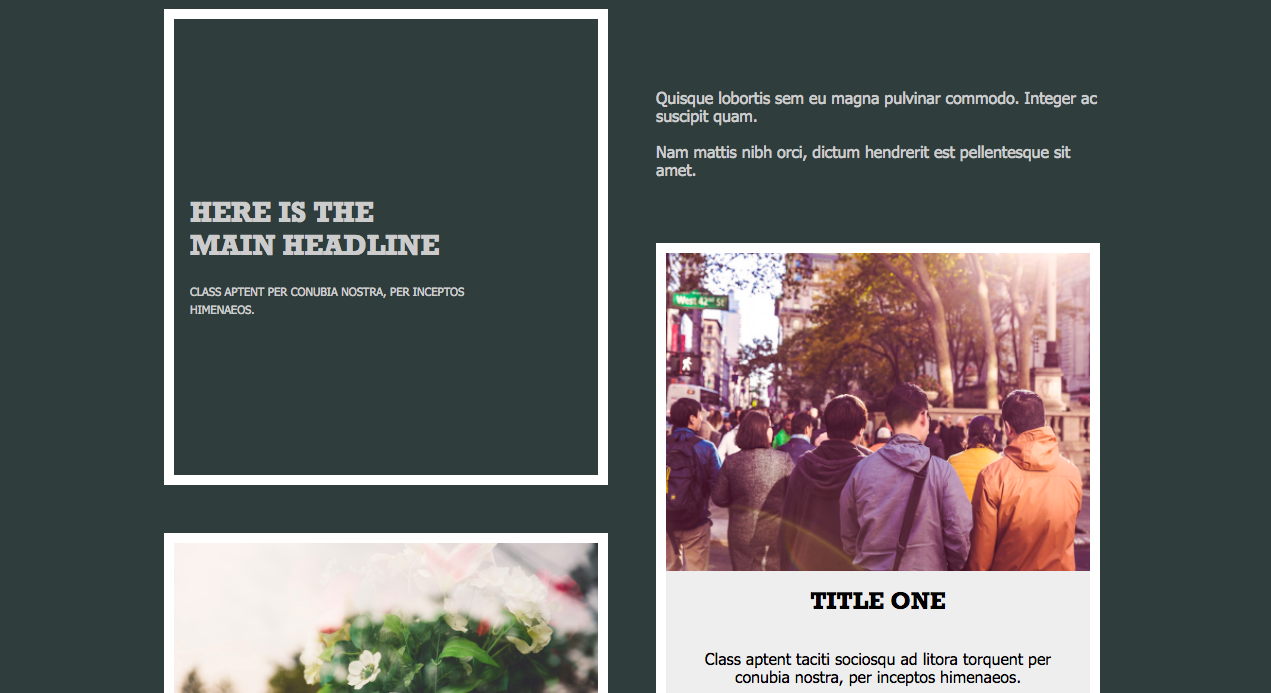 HERE IS THE
MAIN HEADLINE
CLASS APTENT PER CONUBIA NOSTRA, PER INCEPTOS
HIMENAEOS.
Quisque lobortis sem eu magna pulvinar commodo. Integer ac
suscipit quam.
Nam mattis nibh orci, dictum hendrerit est pellentesque sit
amet.
West 42nd St
TITLE ONE
Class aptent taciti sociosqu ad litora torquent per
conubia nostra, per inceptos himenaeos.